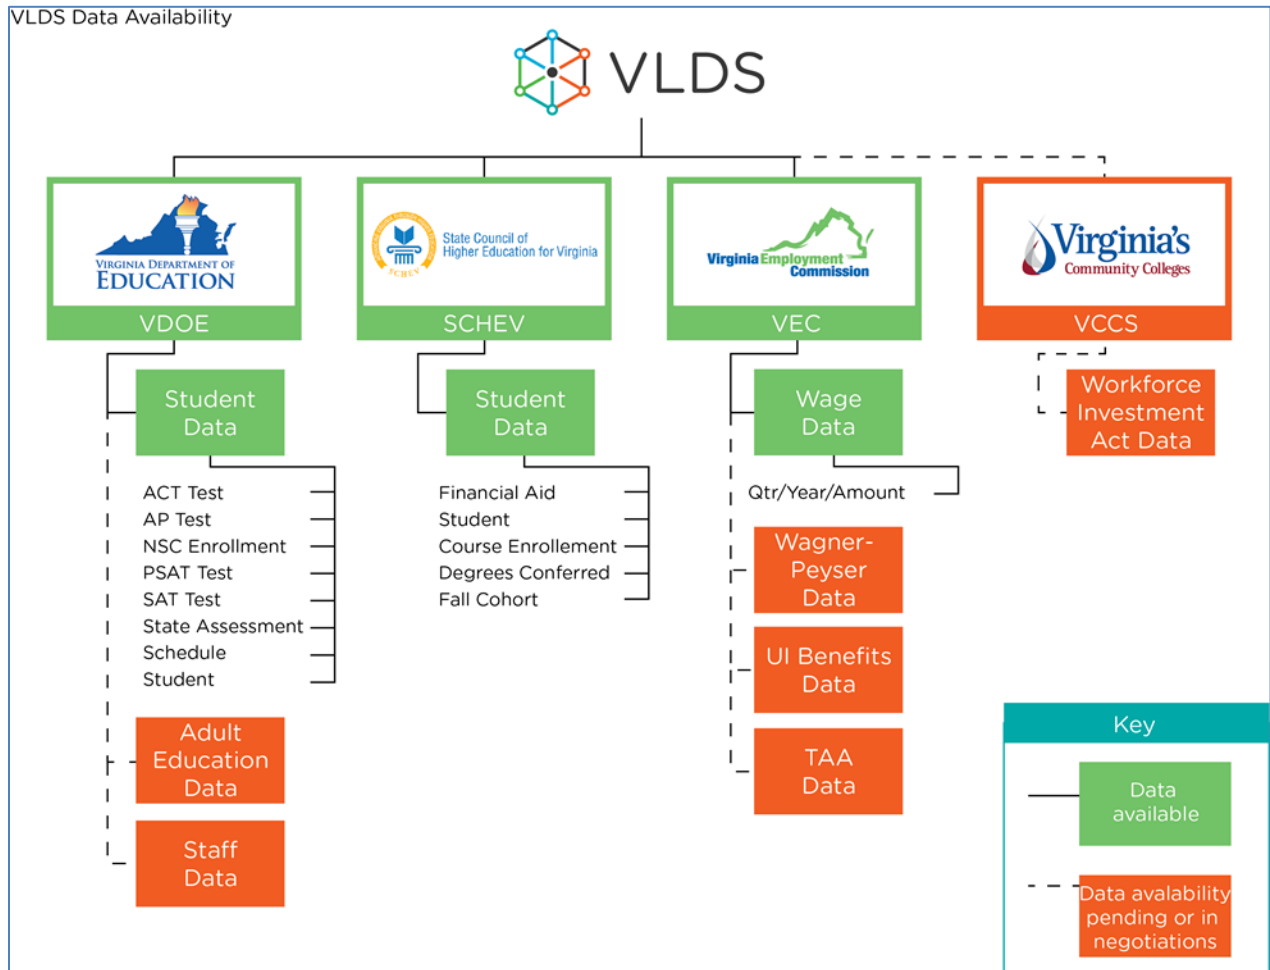 VLDS Data Availability
VLDS
VIRGINIA DEPARTMENT OF
EDUCATION
VDOE
SCHEV
State Council of
Higher Education for Virginia
SCHEV
Virginia Employment
Commission
VEC
Virginia's
Community Colleges
VCCS
Student
Data
ACT Test
AP Test
NSC Enrollment
PSAT Test
SAT Test
State Assessment
Schedule
Student
Adult
Education
Data
Staff
Data
Student
Data
Financial Aid
Student
Course Enrollement
Degrees Conferred
Fall Cohort
Wage
Data
Qtr/Year/Amount
Wagner-
Peyser
Data
UI Benefits
Data
TAA
Data
Workforce
Investment
Act Data
Key
Data
available
Data avalability
pending or in
negotiations